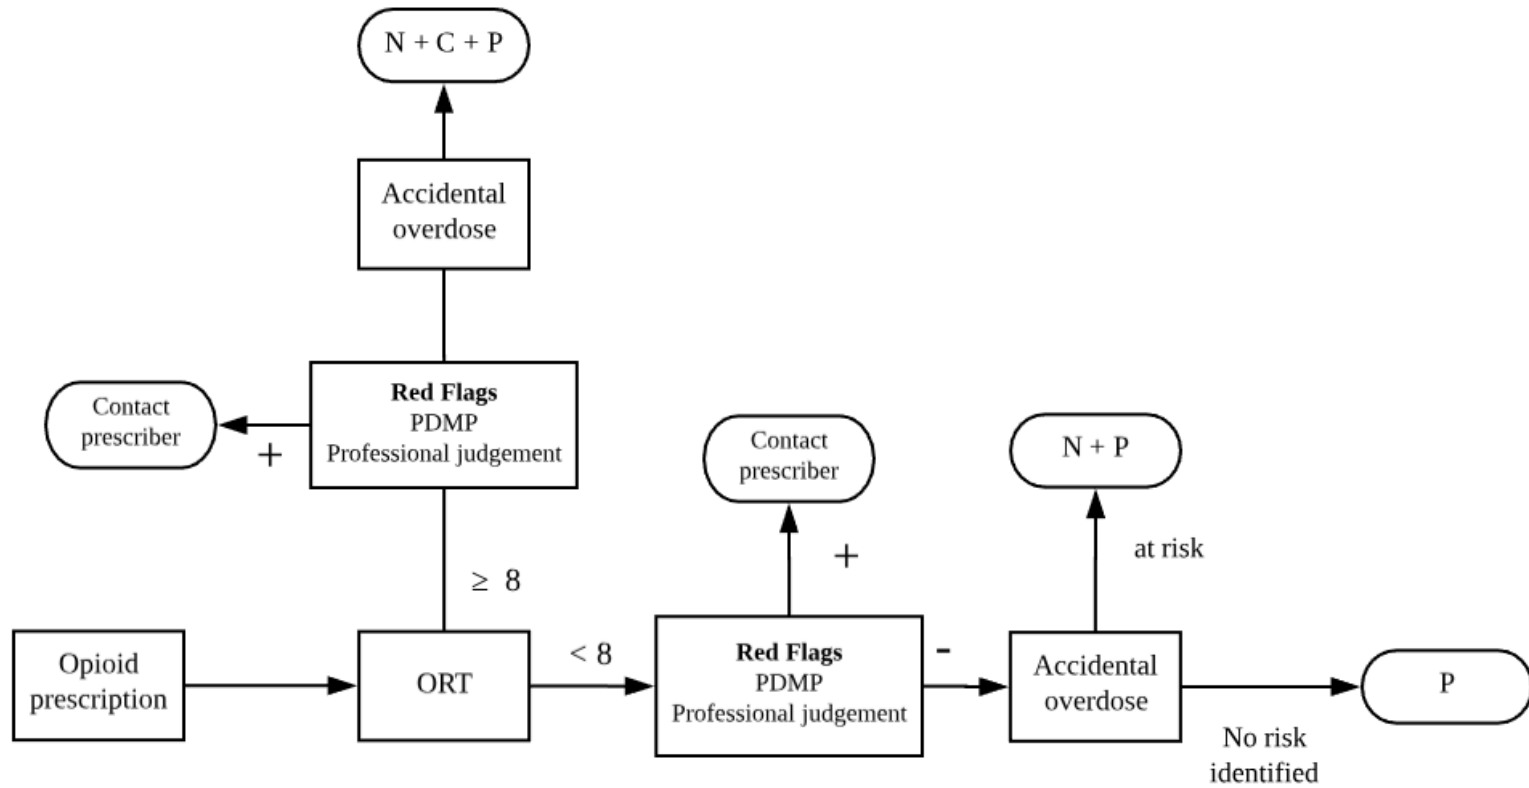 N + C + P
Accidental
overdose
Contact
prescriber
+
Red Flags
PDMP
Professional judgement
≥ 8
Opioid
prescription
ORT
< 8
Contact
prescriber
+
Red Flags
PDMP
Professional judgement
-
N + P
at risk
Accidental
overdose
P
No risk
identified